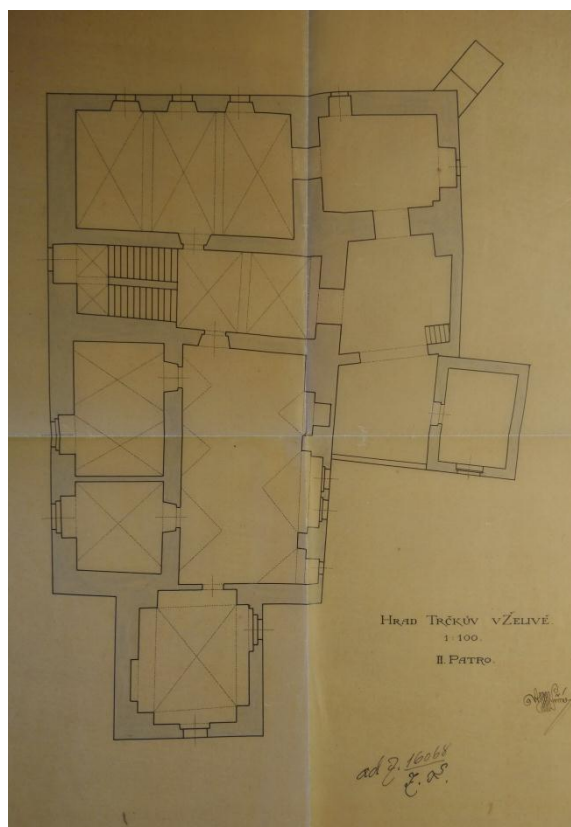 HRAD TRČKŮV V ŽELIVĚ.
1:100.
II. PATRO.
ad Z. 16068